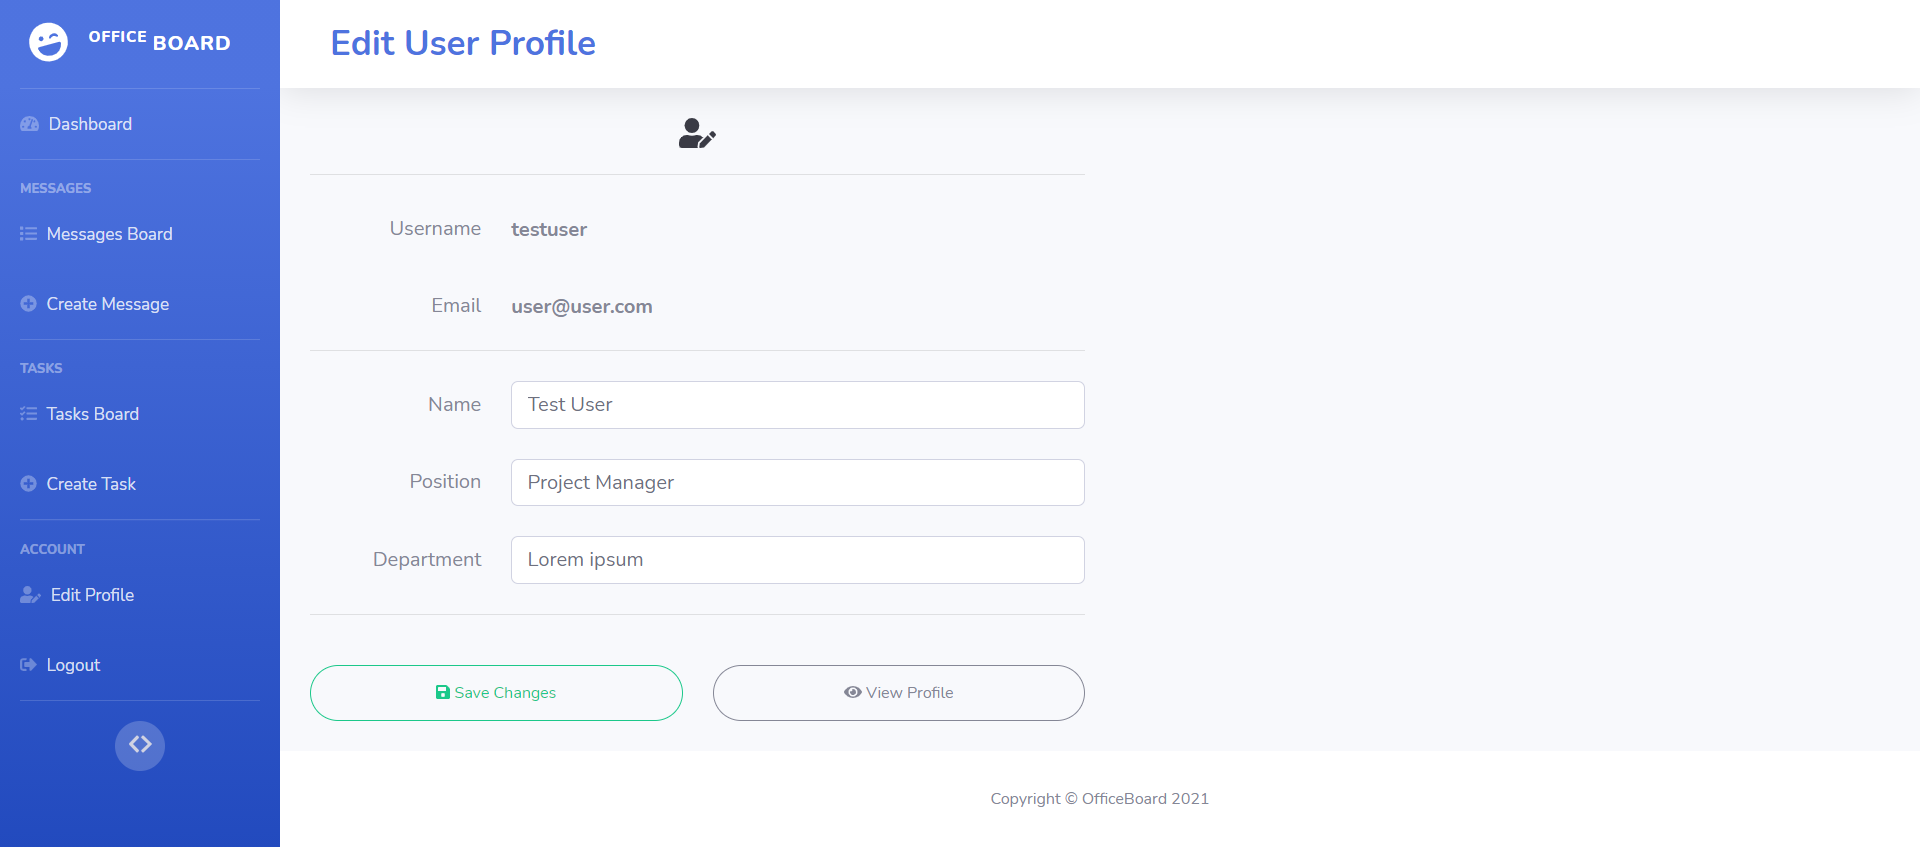 OFFICE BOARD
Edit User Profile
Dashboard
MESSAGES
Messages Board
Create Message
TASKS
Tasks Board
Create Task
ACCOUNT
Edit Profile
Logout
Username testuser
Email user@user.com
Name Test User
Position Project Manager
Department Lorem ipsum
Save Changes View Profile
Copyright © OfficeBoard 2021